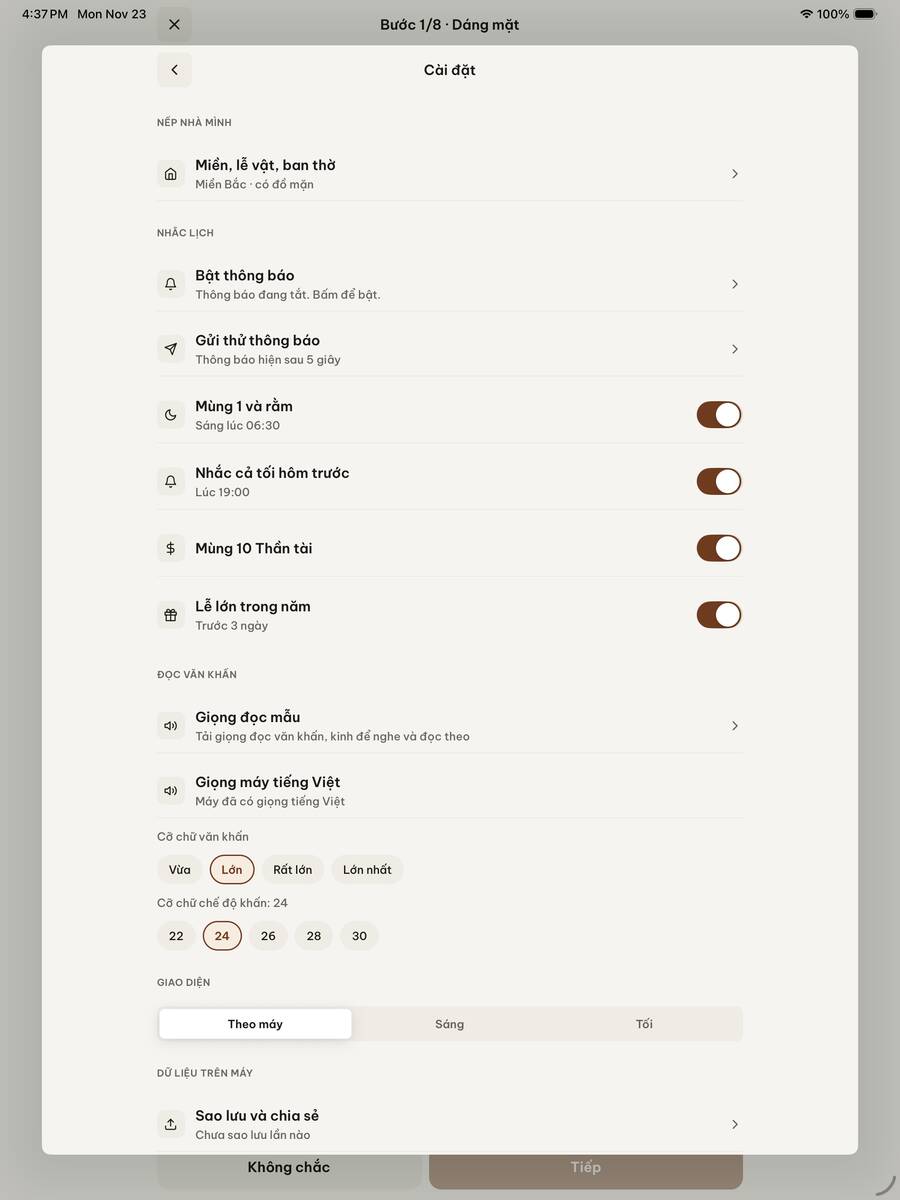 4:37 PM Mon Nov 23
100%
Bước 1/8 · Dáng mặt
Cài đặt
NẾP NHÀ MÌNH
Miền, lễ vật, ban thờ
Miền Bắc · có đồ mặn
NHẮC LỊCH
Bật thông báo
Thông báo đang tắt. Bấm để bật.
Gửi thử thông báo
Thông báo hiện sau 5 giây
Mùng 1 và rằm
Sáng lúc 06:30
Nhắc cả tối hôm trước
Lúc 19:00
Mùng 10 Thần tài
Lễ lớn trong năm
Trước 3 ngày
ĐỌC VĂN KHẤN
Giọng đọc mẫu
Tải giọng đọc văn khấn, kinh để nghe và đọc theo
Giọng máy tiếng Việt
Máy đã có giọng tiếng Việt
Cỡ chữ văn khấn
Vừa Lớn Rất lớn Lớn nhất
Cỡ chữ chế độ khấn: 24
22 24 26 28 30
GIAO DIỆN
Theo máy Sáng Tối
DỮ LIỆU TRÊN MÁY
Sao lưu và chia sẻ
Chưa sao lưu lần nào
Không chắc Tiếp